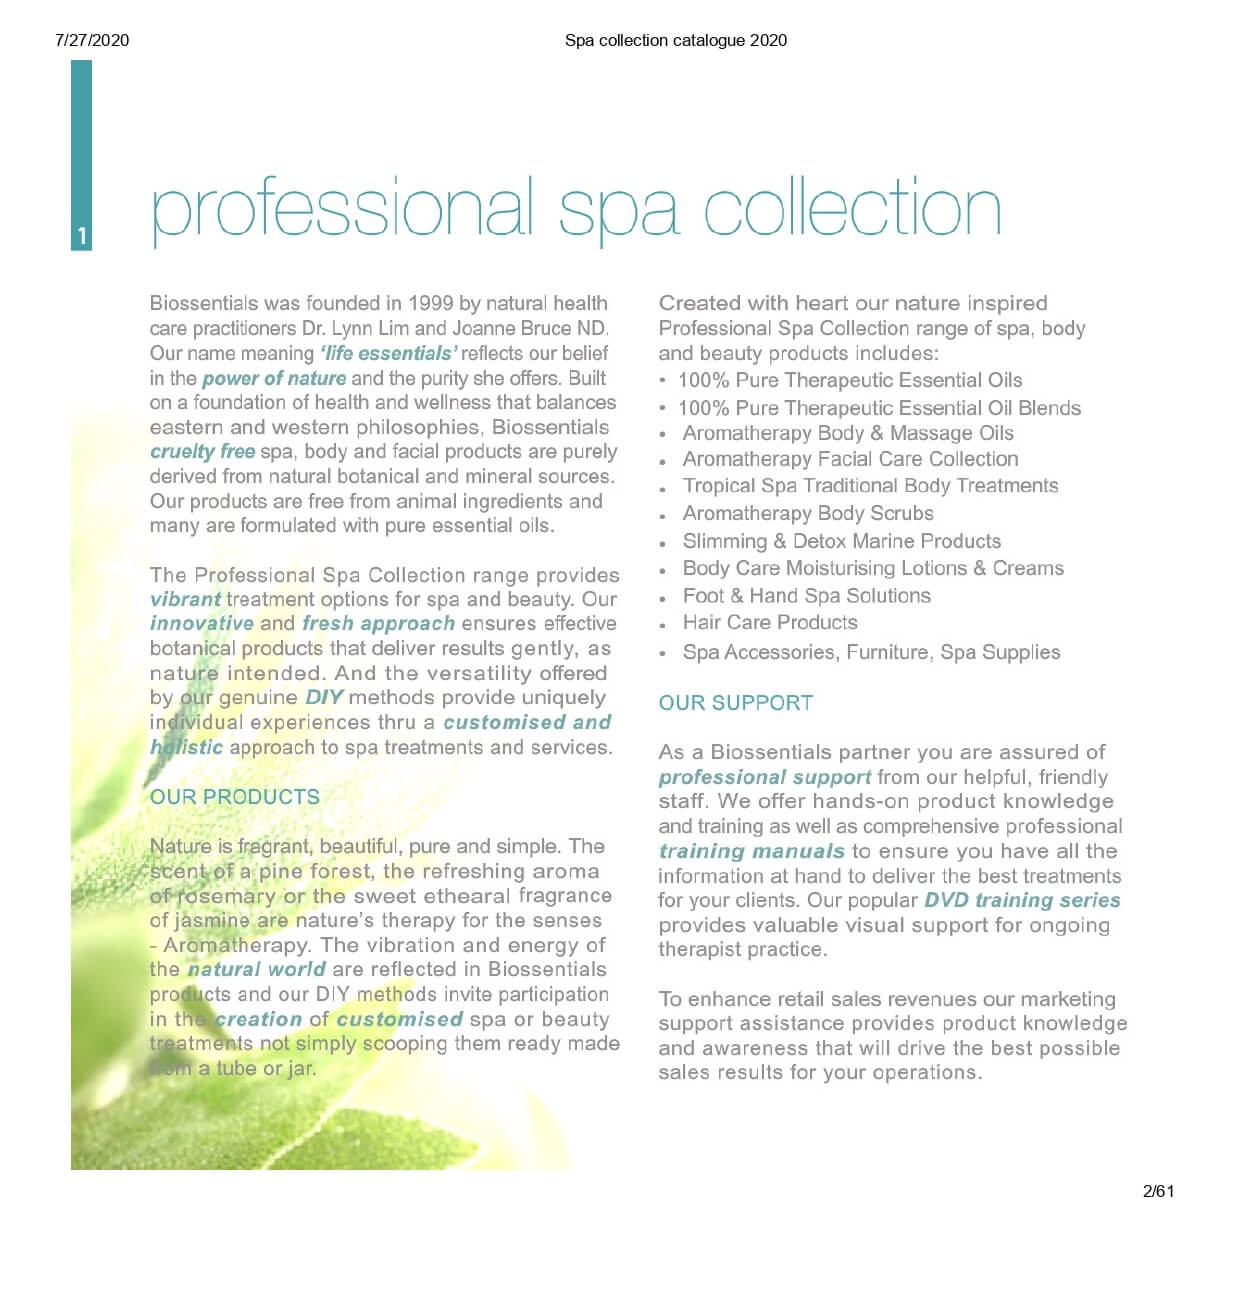 7/27/2020
Spa collection catalogue 2020
1
professional spa collection
Biossentials was founded in 1999 by natural health
care practitioners Dr. Lynn Lim and Joanne Bruce ND.
Our name meaning ‘life essentials’ reflects our belief
in the power of nature and the purity she offers. Built
on a foundation of health and wellness that balances
eastern and western philosophies, Biossentials
cruelty free spa, body and facial products are purely
derived from natural botanical and mineral sources.
Our products are free from animal ingredients and
many are formulated with pure essential oils.
The Professional Spa Collection range provides
vibrant treatment options for spa and beauty. Our
innovative and fresh approach ensures effective
botanical products that deliver results gently, as
nature intended. And the versatility offered
by our genuine DIY methods provide uniquely
individual experiences thru a customised and
holistic approach to spa treatments and services.
OUR PRODUCTS
Nature is fragrant, beautiful, pure and simple. The
scent of a pine forest, the refreshing aroma
of rosemary or the sweet ethearal fragrance
of jasmine are nature’s therapy for the senses
- Aromatherapy. The vibration and energy of
the natural world are reflected in Biossentials
products and our DIY methods invite participation
in the creation of customised spa or beauty
treatments not simply scooping them ready made
from a tube or jar.
Created with heart our nature inspired
Professional Spa Collection range of spa, body
and beauty products includes:
• 100% Pure Therapeutic Essential Oils
• 100% Pure Therapeutic Essential Oil Blends
• Aromatherapy Body & Massage Oils
• Aromatherapy Facial Care Collection
• Tropical Spa Traditional Body Treatments
• Aromatherapy Body Scrubs
• Slimming & Detox Marine Products
• Body Care Moisturising Lotions & Creams
• Foot & Hand Spa Solutions
• Hair Care Products
• Spa Accessories, Furniture, Spa Supplies
OUR SUPPORT
As a Biossentials partner you are assured of
professional support from our helpful, friendly
staff. We offer hands-on product knowledge
and training as well as comprehensive professional
training manuals to ensure you have all the
information at hand to deliver the best treatments
for your clients. Our popular DVD training series
provides valuable visual support for ongoing
therapist practice.
To enhance retail sales revenues our marketing
support assistance provides product knowledge
and awareness that will drive the best possible
sales results for your operations.
2/61